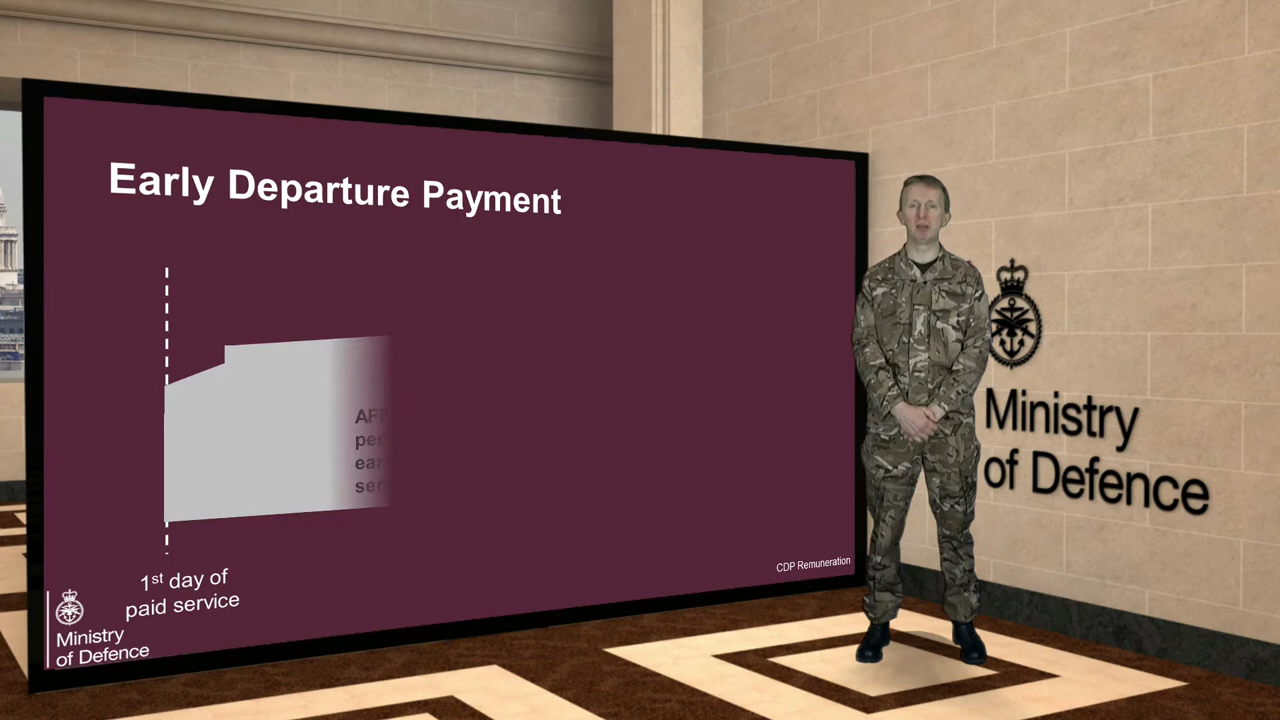 Early Departure Payment
1st day of
paid service
CDP Remuneration
Ministry
of Defence
Ministry
of Defence